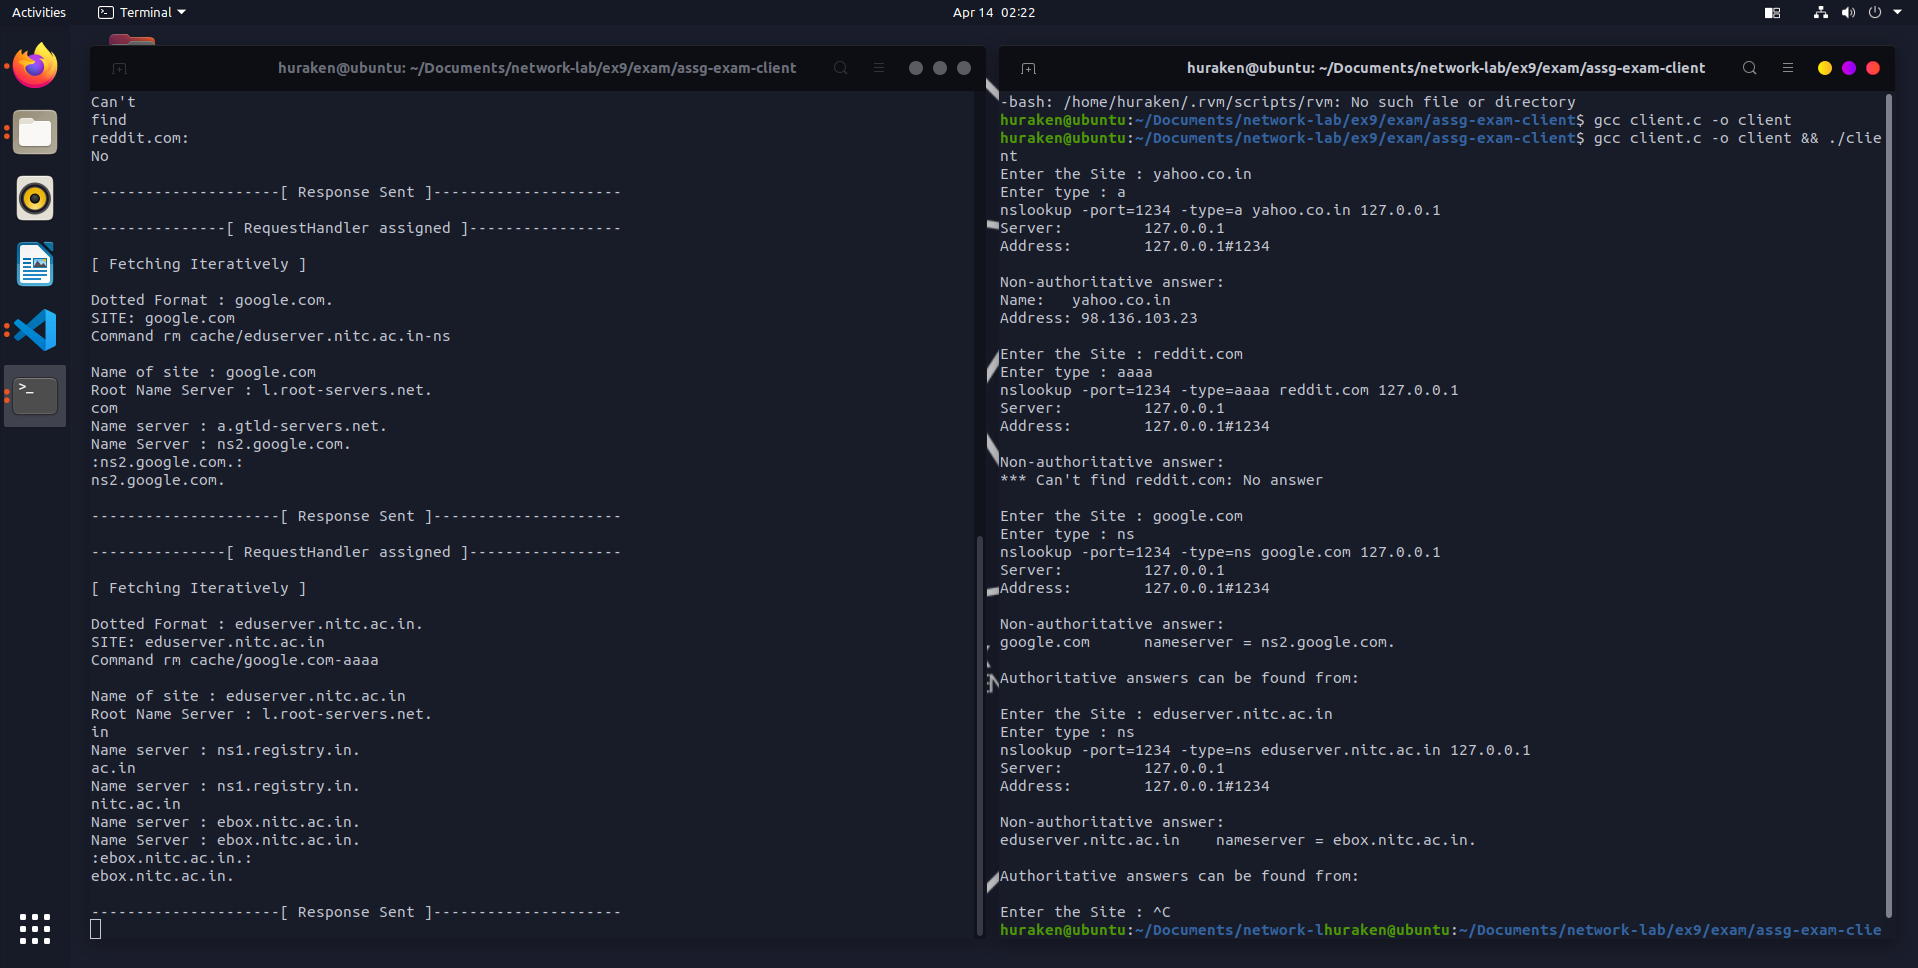 Activities
Terminal
Apr 14 02:22
huraken@ubuntu: ~/Documents/network-lab/ex9/exam/assg-exam-client
Can't
find
reddit.com:
No
---------------------[ Response Sent ]---------------------
---------------[ RequestHandler assigned ]-----------------
[ Fetching Iteratively ]
Dotted Format : google.com.
SITE: google.com
Command rm cache/eduserver.nitc.ac.in-ns
Name of site : google.com
Root Name Server : l.root-servers.net.
com
Name server : a.gtld-servers.net.
Name Server : ns2.google.com.
:ns2.google.com.:
ns2.google.com.
---------------------[ Response Sent ]---------------------
---------------[ RequestHandler assigned ]-----------------
[ Fetching Iteratively ]
Dotted Format : eduserver.nitc.ac.in.
SITE: eduserver.nitc.ac.in
Command rm cache/google.com-aaaa
Name of site : eduserver.nitc.ac.in
Root Name Server : l.root-servers.net.
in
Name server : ns1.registry.in.
ac.in
Name server : ns1.registry.in.
nitc.ac.in
Name server : ebox.nitc.ac.in.
Name Server : ebox.nitc.ac.in.
:ebox.nitc.ac.in.:
ebox.nitc.ac.in.
---------------------[ Response Sent ]---------------------
huraken@ubuntu: ~/Documents/network-lab/ex9/exam/assg-exam-client
-bash: /home/huraken/.rvm/scripts/rvm: No such file or directory
huraken@ubuntu:~/Documents/network-lab/ex9/exam/assg-exam-client$ gcc client.c -o client
huraken@ubuntu:~/Documents/network-lab/ex9/exam/assg-exam-client$ gcc client.c -o client && ./clie
nt
Enter the Site : yahoo.co.in
Enter type : a
nslookup -port=1234 -type=a yahoo.co.in 127.0.0.1
Server:         127.0.0.1
Address:        127.0.0.1#1234
Non-authoritative answer:
Name:   yahoo.co.in
Address: 98.136.103.23
Enter the Site : reddit.com
Enter type : aaaa
nslookup -port=1234 -type=aaaa reddit.com 127.0.0.1
Server:         127.0.0.1
Address:        127.0.0.1#1234
Non-authoritative answer:
*** Can't find reddit.com: No answer
Enter the Site : google.com
Enter type : ns
nslookup -port=1234 -type=ns google.com 127.0.0.1
Server:         127.0.0.1
Address:        127.0.0.1#1234
Non-authoritative answer:
google.com      nameserver = ns2.google.com.
Authoritative answers can be found from:
Enter the Site : eduserver.nitc.ac.in
Enter type : ns
nslookup -port=1234 -type=ns eduserver.nitc.ac.in 127.0.0.1
Server:         127.0.0.1
Address:        127.0.0.1#1234
Non-authoritative answer:
eduserver.nitc.ac.in    nameserver = ebox.nitc.ac.in.
Authoritative answers can be found from:
Enter the Site : ^C
huraken@ubuntu:~/Documents/network-lhuraken@ubuntu:~/Documents/network-lab/ex9/exam/assg-exam-clie